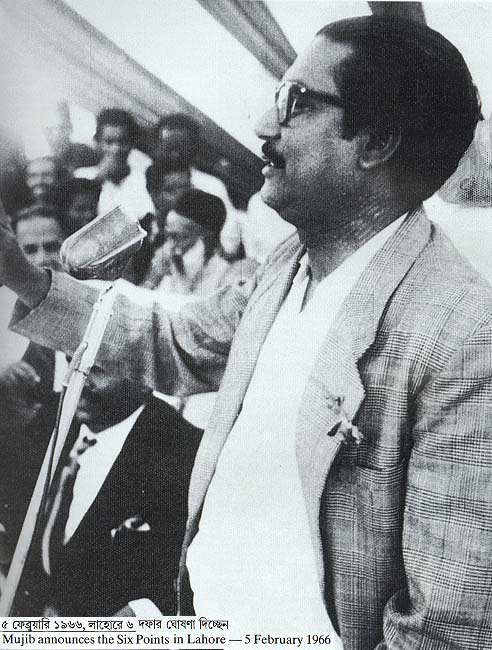 ৫ ফেব্রুয়ারি ১৯৬৬, লাহোরে ৬ দফার ঘোষণা দিচ্ছেন
Mujib announces the Six Points in Lahore — 5 February 1966